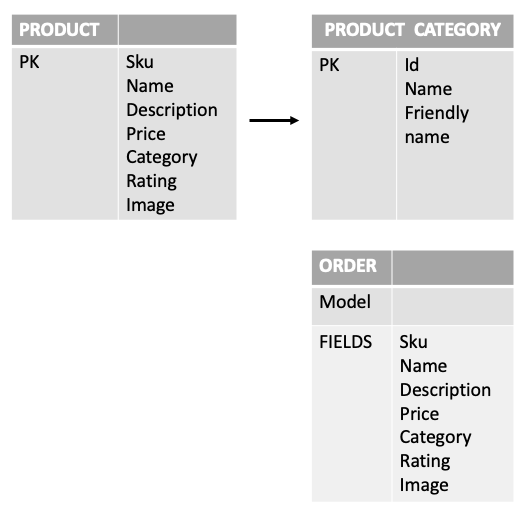 PRODUCT
PK
Sku
Name
Description
Price
Category
Rating
Image
PRODUCT CATEGORY
PK
Id
Name
Friendly
name
ORDER
Model
FIELDS
Sku
Name
Description
Price
Category
Rating
Image